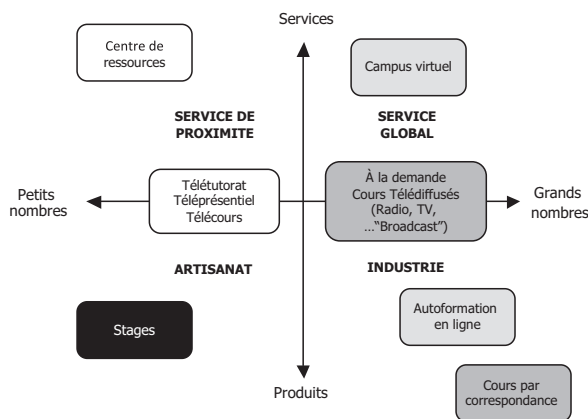 Services
Centre de
ressources
Campus virtuel
SERVICE DE
PROXIMITE
SERVICE
GLOBAL
Petits
nombres
Télétutorat
Téléprésentiel
Télécours
À la demande
Cours Télédiffusés
(Radio, TV,
…“Broadcast”)
Grands
nombres
ARTISANAT
INDUSTRIE
Stages
Autoformation
en ligne
Produits
Cours par
correspondance